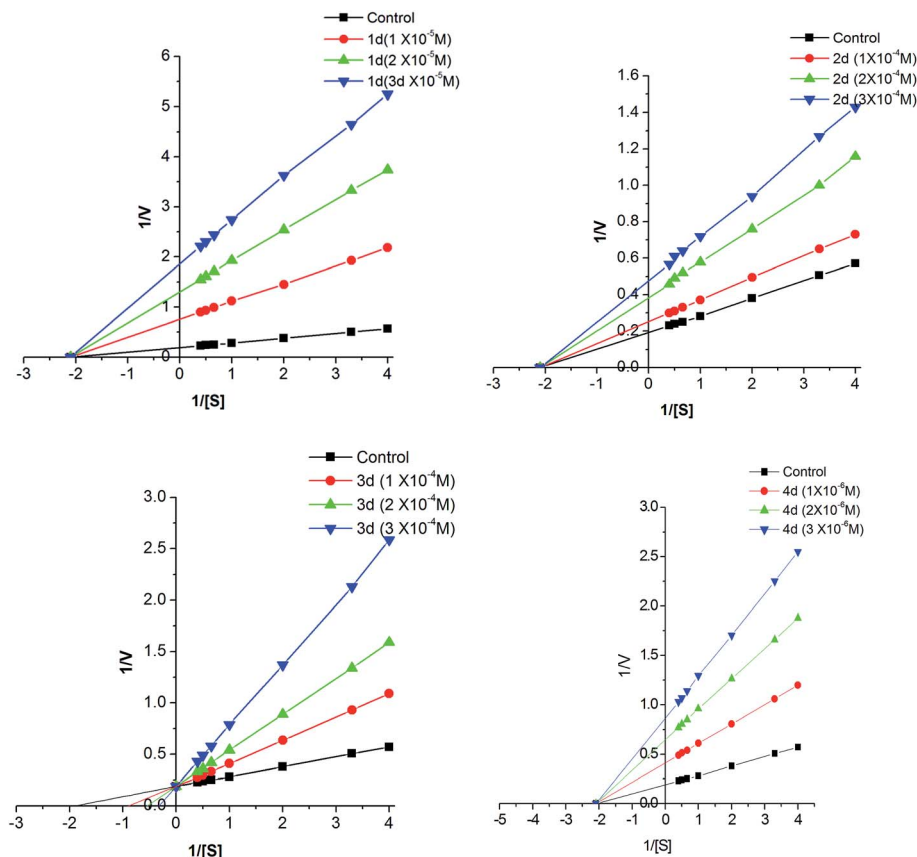 Control
1d(1 X10⁻⁵M)
1d(2 X10⁻⁵M)
1d(3d X10⁻⁵M)
6
5
4
3
2
1
0
1/V
-3 -2 -1 0 1 2 3 4
1/[S]
Control
2d (1X10⁻⁴M)
2d (2X10⁻⁴M)
2d (3X10⁻⁴M)
1.6
1.4
1.2
1.0
0.8
0.6
0.4
0.2
0.0
1/V
-3 -2 -1 0 1 2 3 4
1/[S]
Control
3d (1 X10⁻⁴M)
3d (2 X10⁻⁴M)
3d (3 X10⁻⁴M)
3.0
2.5
2.0
1.5
1.0
0.5
0.0
1/V
-3 -2 -1 0 1 2 3 4
1/[S]
Control
4d (1X10⁻⁶M)
4d (2X10⁻⁶M)
4d (3 X10⁻⁶M)
3.0
2.5
2.0
1.5
1.0
0.5
0.0
1/V
-5 -4 -3 -2 -1 0 1 2 3 4
1/[S]